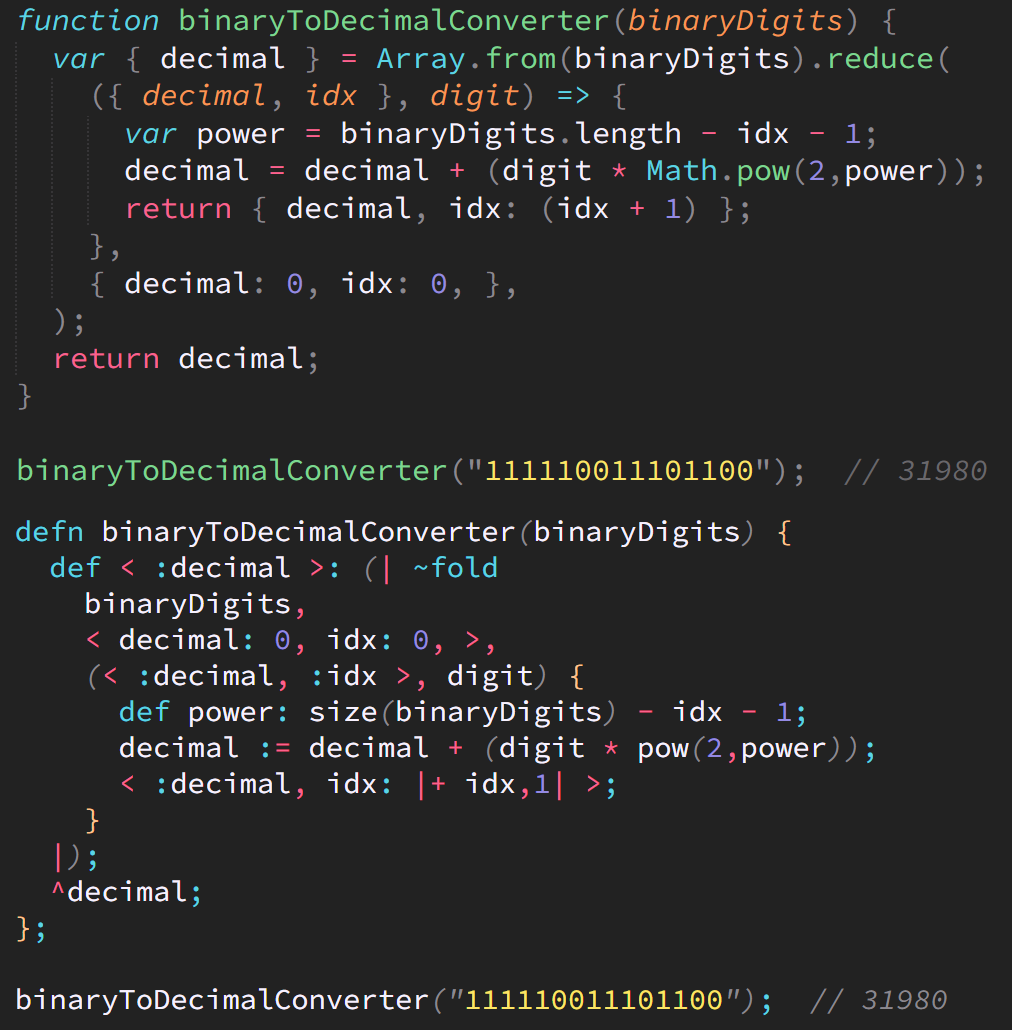 function binaryToDecimalConverter(binaryDigits) {
  var { decimal } = Array.from(binaryDigits).reduce(
    ({ decimal, idx }, digit) => {
      var power = binaryDigits.length - idx - 1;
      decimal = decimal + (digit * Math.pow(2,power));
      return { decimal, idx: (idx + 1) };
    },
    { decimal: 0, idx: 0, },
  );
  return decimal;
}
binaryToDecimalConverter("111110011101100");  // 31980
defn binaryToDecimalConverter(binaryDigits) {
  def < :decimal >: (| ~fold
    binaryDigits,
    < decimal: 0, idx: 0, >,
    (< :decimal, :idx >, digit) {
      def power: size(binaryDigits) - idx - 1;
      decimal := decimal + (digit * pow(2,power));
      < :decimal, idx: |+ idx,1| >;
    }
  |);
  ^decimal;
};
binaryToDecimalConverter("111110011101100");  // 31980